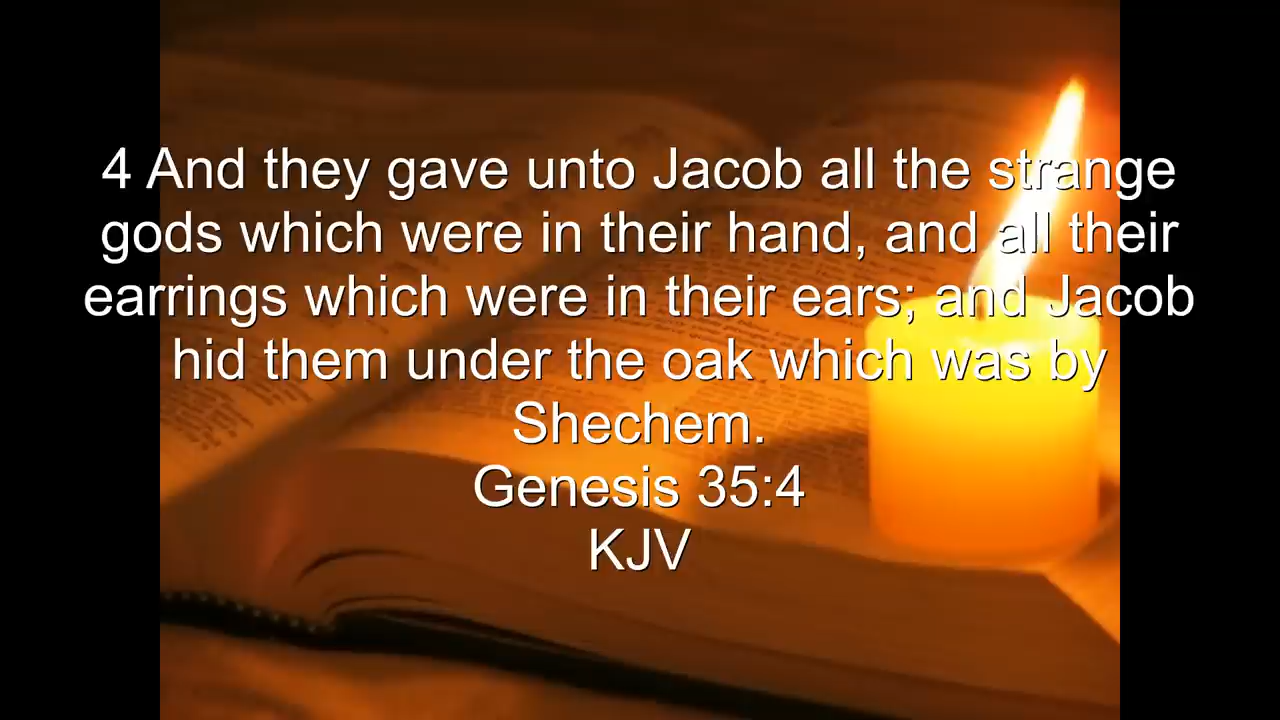 4 And they gave unto Jacob all the strange
gods which were in their hand, and all their
earrings which were in their ears; and Jacob
hid them under the oak which was by
Shechem.
Genesis 35:4
KJV